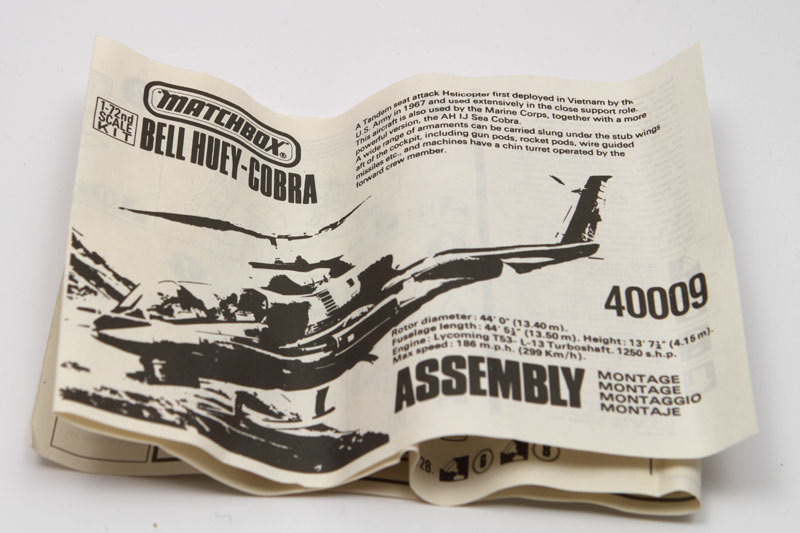 1-72nd
SCALE
KIT
MATCHBOX®
BELL HUEY-COBRA
A Tandem seat attack Helicopter first deployed in Vietnam by the
U.S. Army in 1967 and used extensively in the close support role.
This aircraft is also used by the Marine Corps, together with a more
powerful version, the AH IJ Sea Cobra.
A wide range of armaments can be carried slung under the stub wings
aft of the cockpit, including gun pods, rocket pods, wire guided
missiles etc., and machines have a chin turret operated by the
forward crew member.
40009
Rotor diameter: 44' 0" (13.40 m).
Fuselage length: 44' 5¼" (13.50 m). Height: 13' 7¼" (4.15 m).
Engine: Lycoming T53- L-13 Turboshaft. 1250 s.h.p.
Max speed: 186 m.p.h. (299 Km/h).
ASSEMBLY
MONTAGE
MONTAGE
MONTAGGIO
MONTAJE
28 6 8